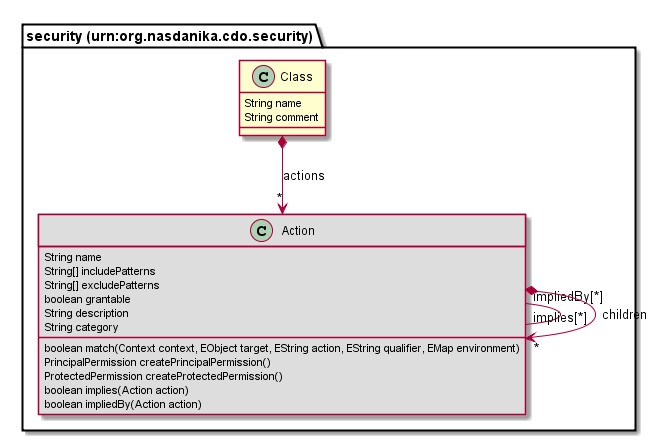 security (urn:org.nasdanika.cdo.security)
C Class
String name
String comment
actions
*
C Action
String name
String[] includePatterns
String[] excludePatterns
boolean grantable
String description
String category
impliedBy[*]
implies[*]
children
*
boolean match(Context context, EObject target, EString action, EString qualifier, EMap environment)
PrincipalPermission createPrincipalPermission()
ProtectedPermission createProtectedPermission()
boolean implies(Action action)
boolean impliedBy(Action action)